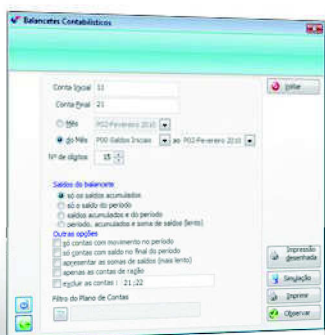 Balancetes Contabilísticos
Conta Inicial 11
Conta Final 21
Mês P02-Fevereiro 2010
do Mês P00-Saldos Iniciais ao P02-Fevereiro 2010
Nº de dígitos 15
Saldos do balancete
só os saldos acumulados
só o saldo do período
saldos acumulados e do período
período, acumulados e soma de saldos (lento)
Outras opções
só contas com movimento no período
só contas com saldo no final do período
apresentar as somas de saldos (mais lento)
apenas as contas de razão
excluir as contas : 21;22
Filtro do Plano de Contas
Voltar
Impressão desenhada
Simulação
Imprimir
Observar